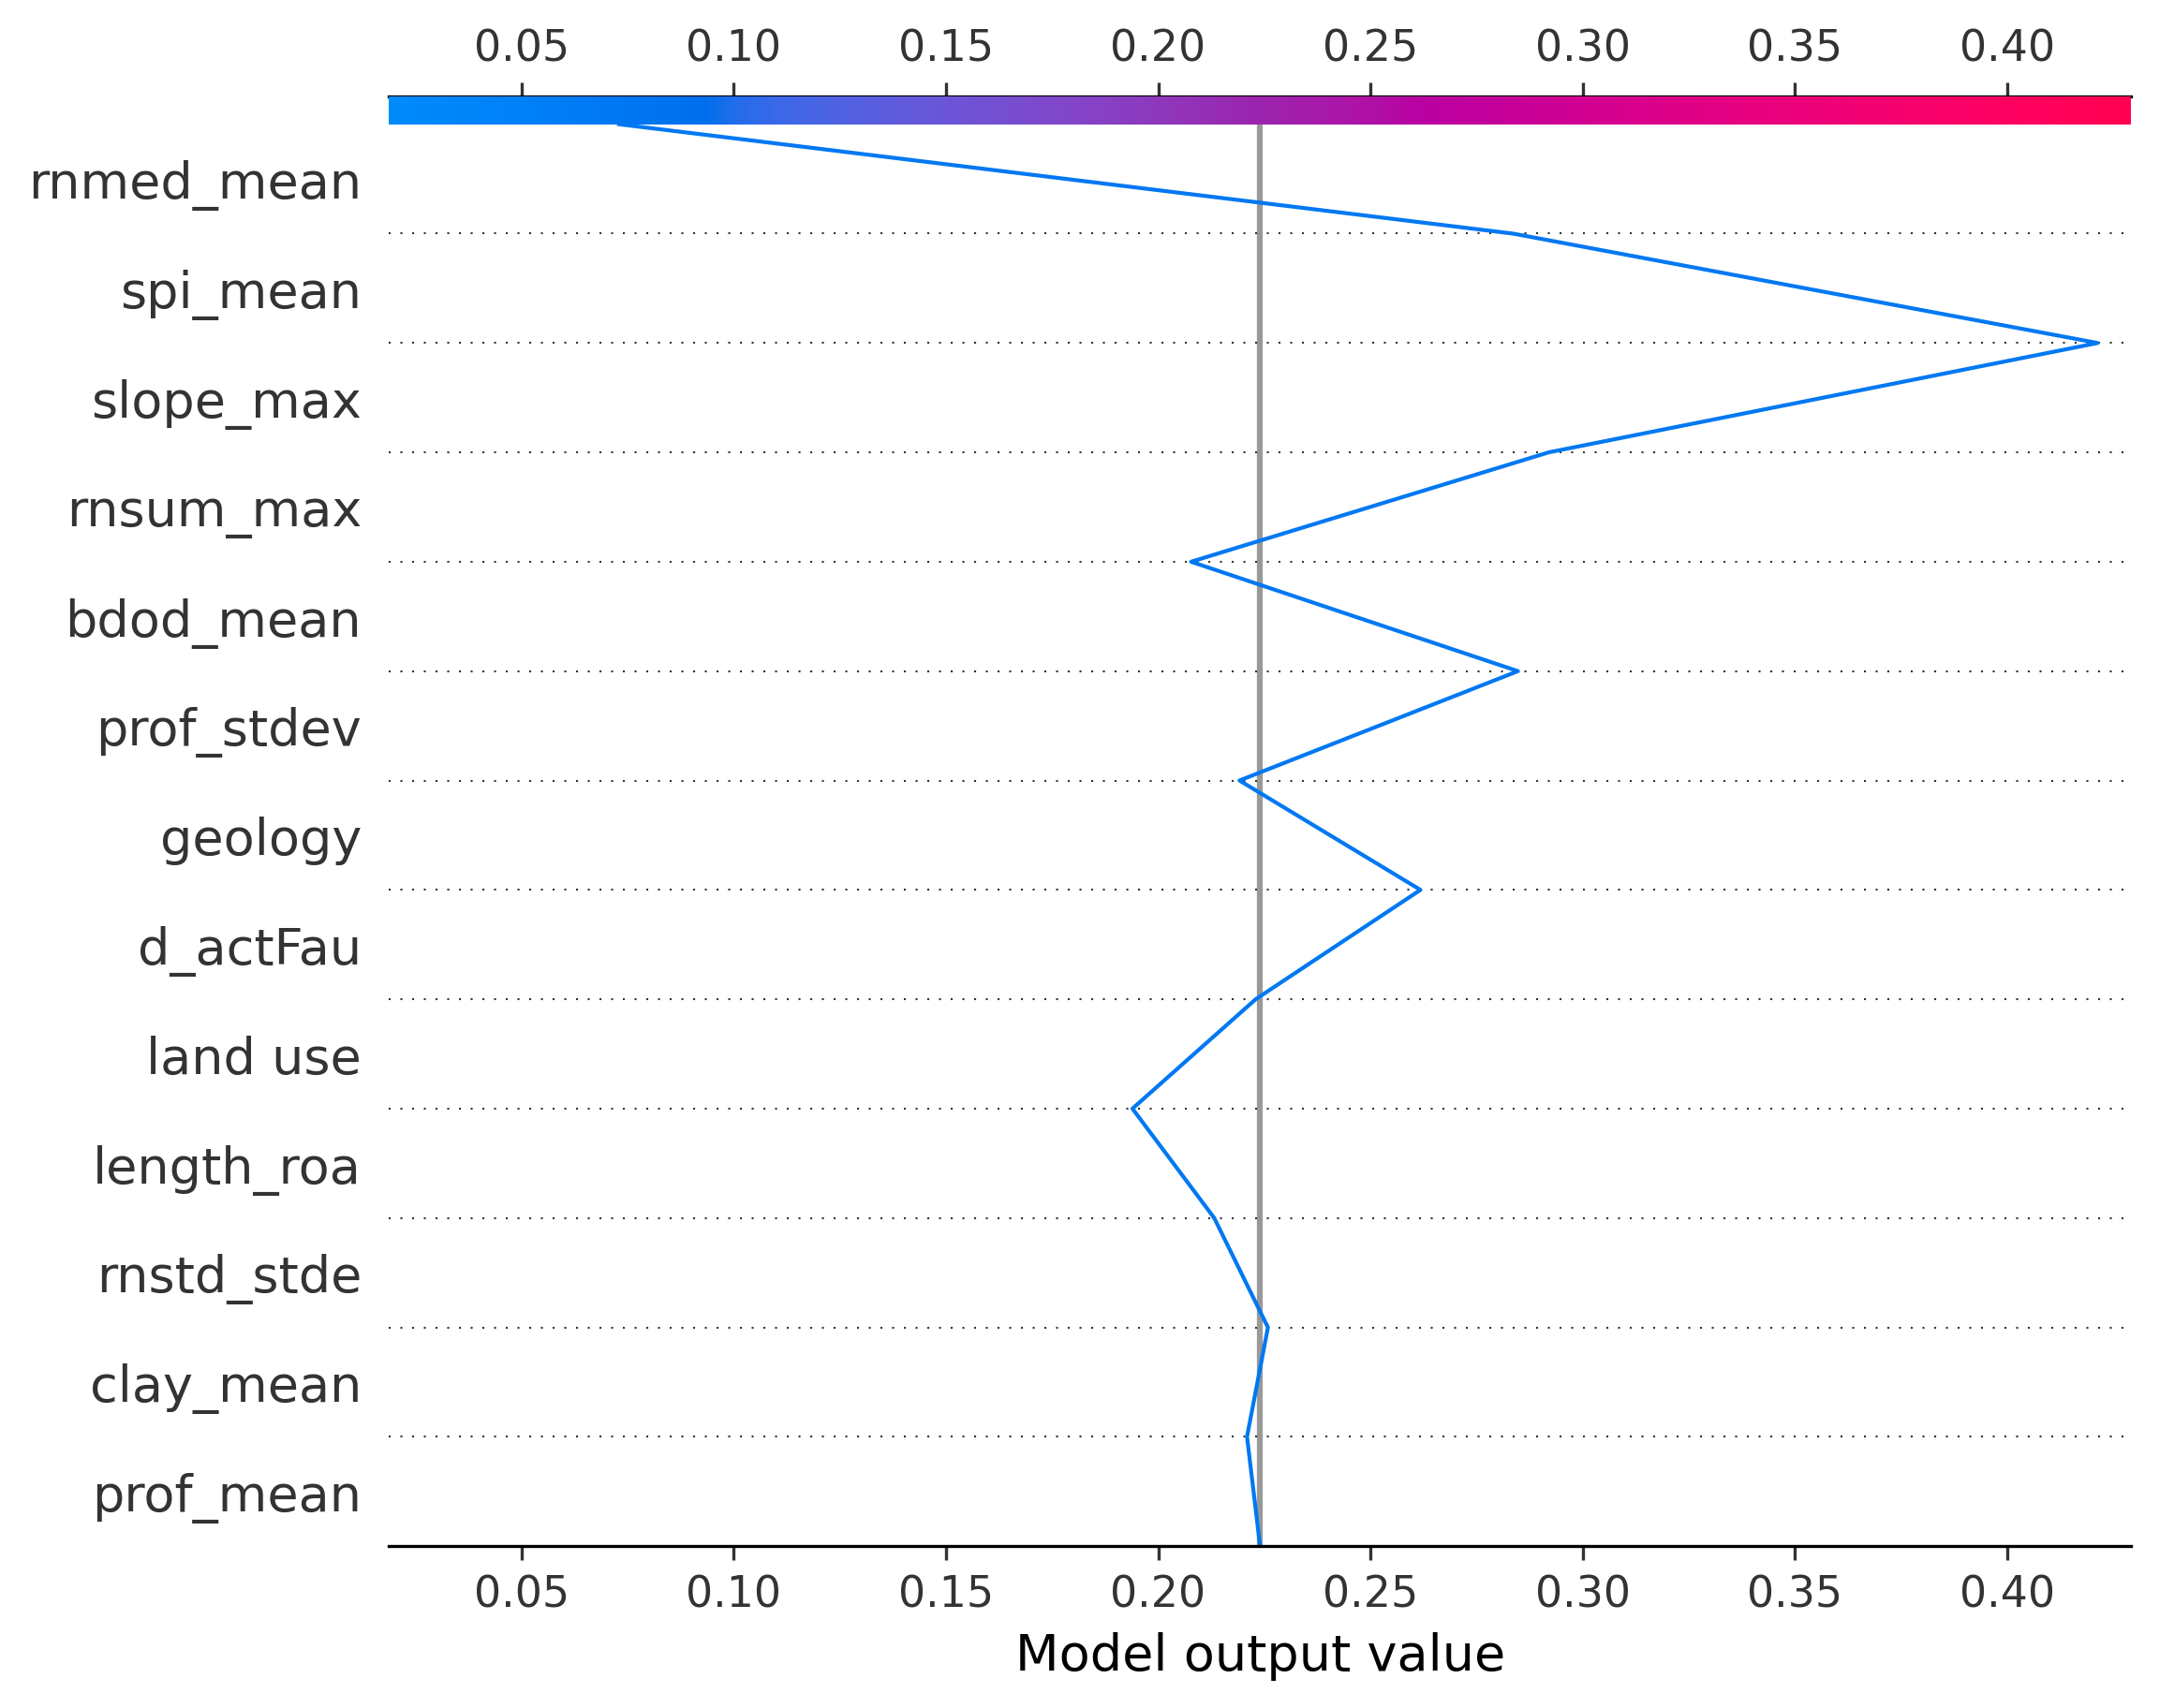 0.05 0.10 0.15 0.20 0.25 0.30 0.35 0.40
rnmed_mean
spi_mean
slope_max
rnsum_max
bdod_mean
prof_stdev
geology
d_actFau
land use
length_roa
rnstd_stde
clay_mean
prof_mean
0.05 0.10 0.15 0.20 0.25 0.30 0.35 0.40
Model output value